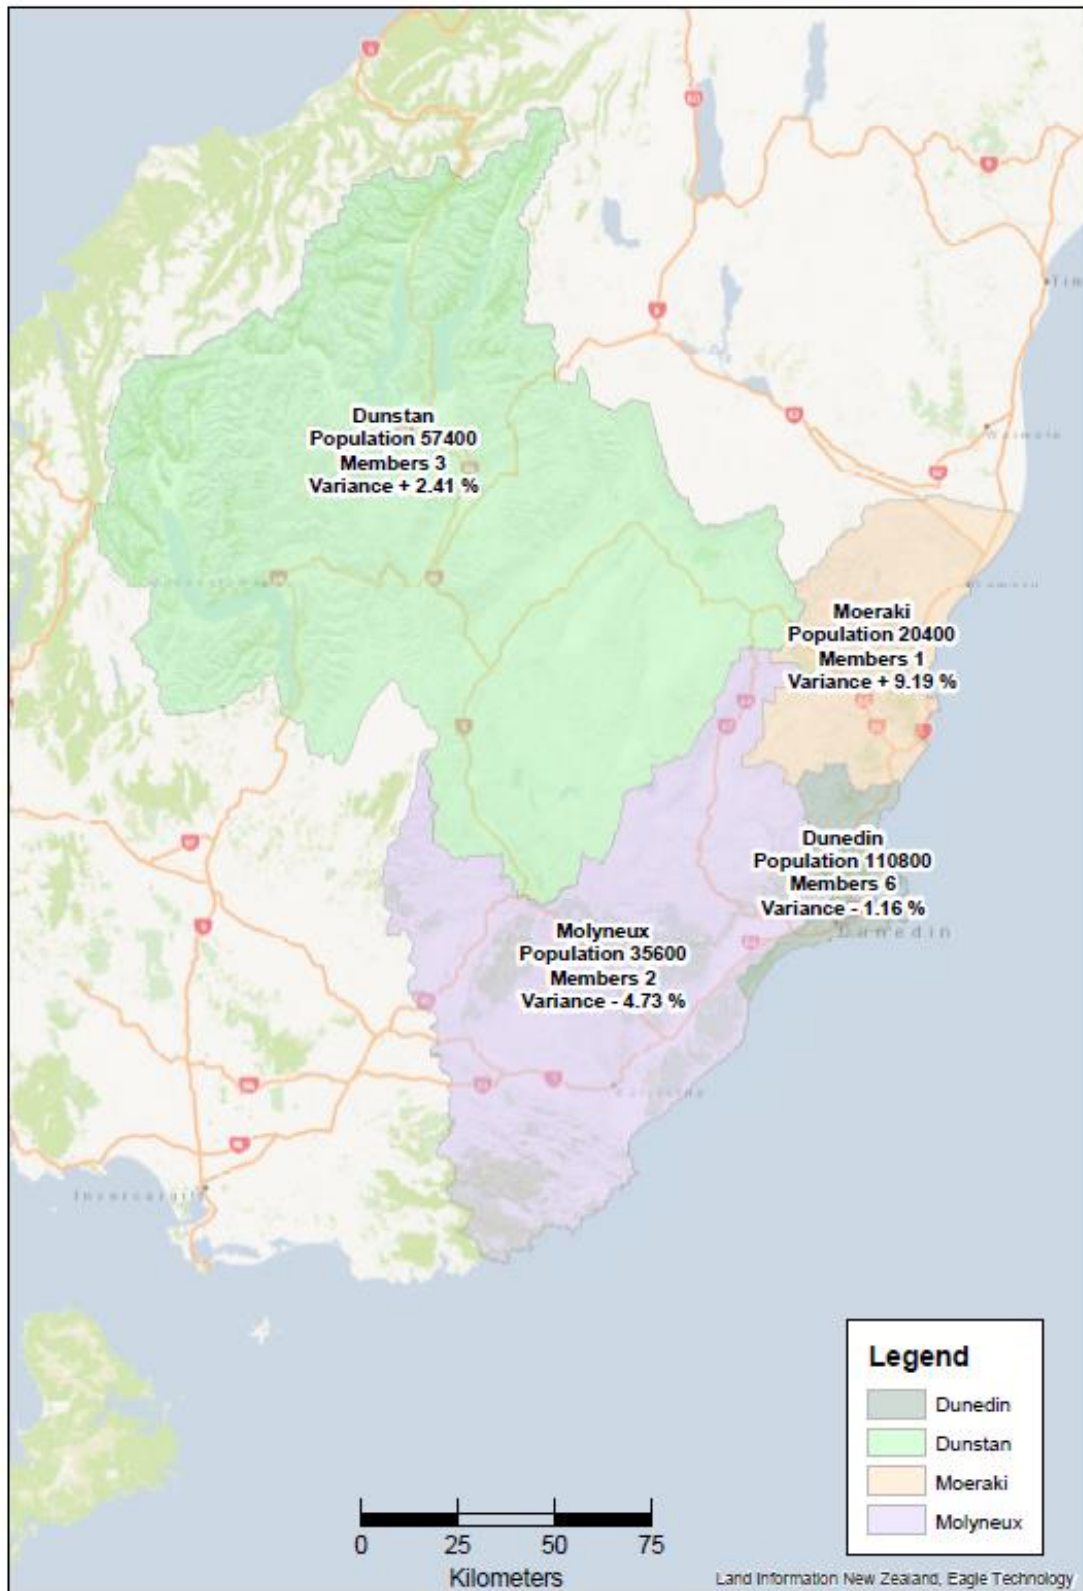 Dunstan
Population 57400
Members 3
Variance + 2.41 %
Moeraki
Population 20400
Members 1
Variance + 9.19 %
Dunedin
Population 110800
Members 6
Variance - 1.16 %
Dunedin
Molyneux
Population 35600
Members 2
Variance - 4.73 %
Invercargill
Legend
Dunedin
Dunstan
Moeraki
Molyneux
0 25 50 75
Kilometers
Land Information New Zealand, Eagle Technology